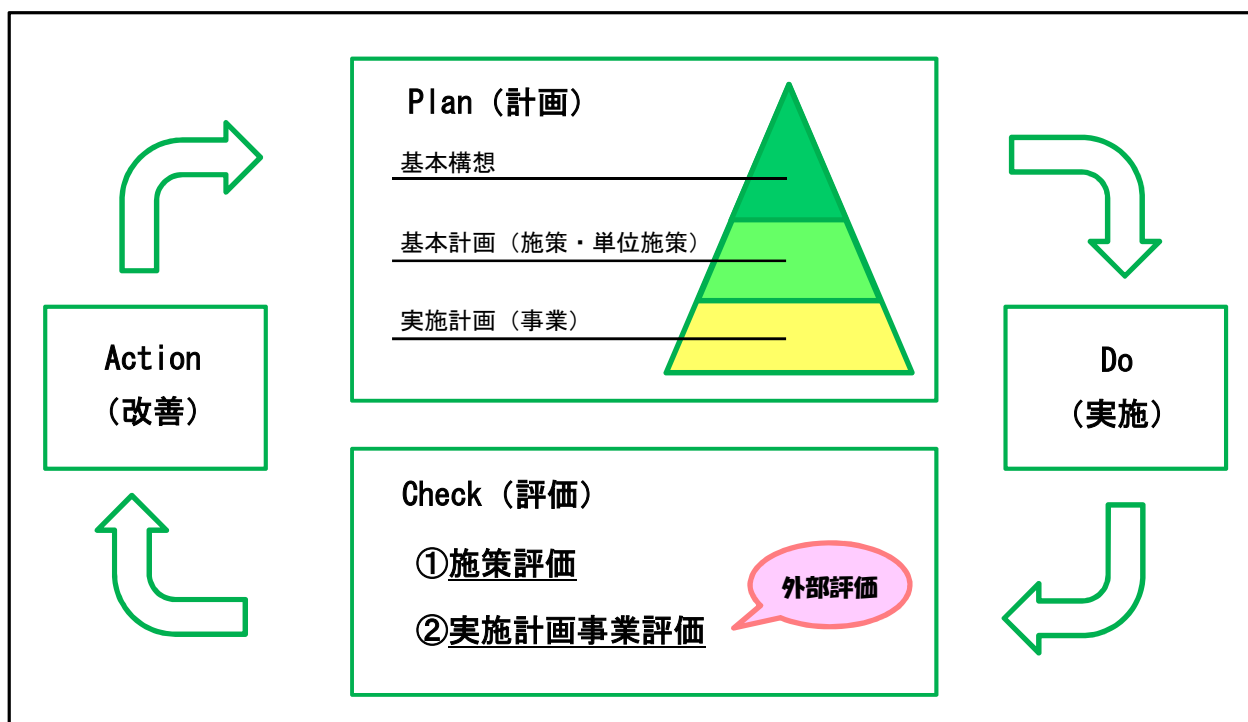 Plan（計画）
基本構想
基本計画（施策・単位施策）
実施計画（事業）
Action
（改善）
Do
（実施）
Check（評価）
①施策評価
②実施計画事業評価
外部評価